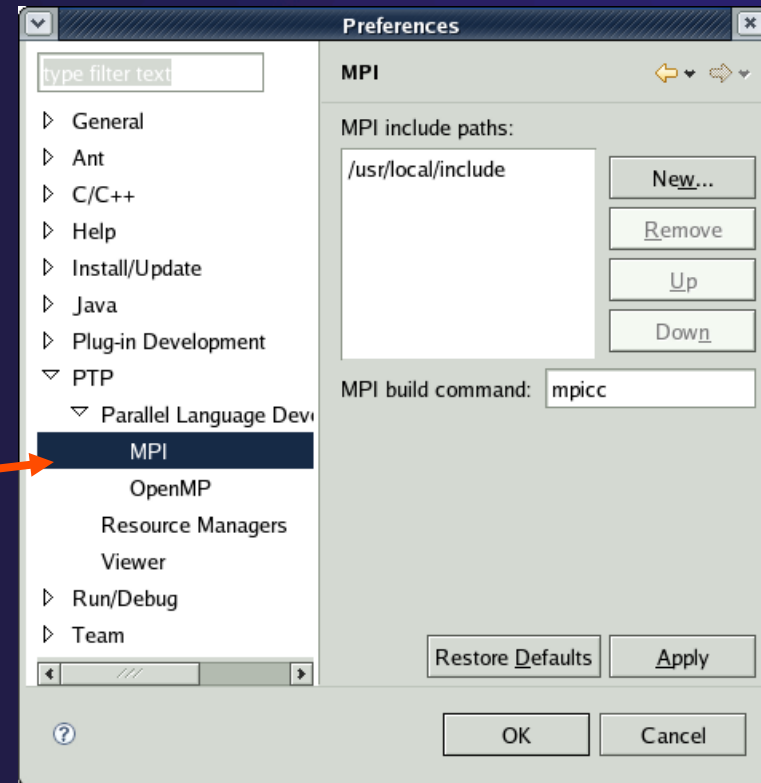 Preferences
type filter text
General
Ant
C/C++
Help
Install/Update
Java
Plug-in Development
PTP
Parallel Language Deve
MPI
OpenMP
Resource Managers
Viewer
Run/Debug
Team
MPI
MPI include paths:
/usr/local/include
New...
Remove
Up
Down
MPI build command: mpicc
Restore Defaults Apply
OK Cancel